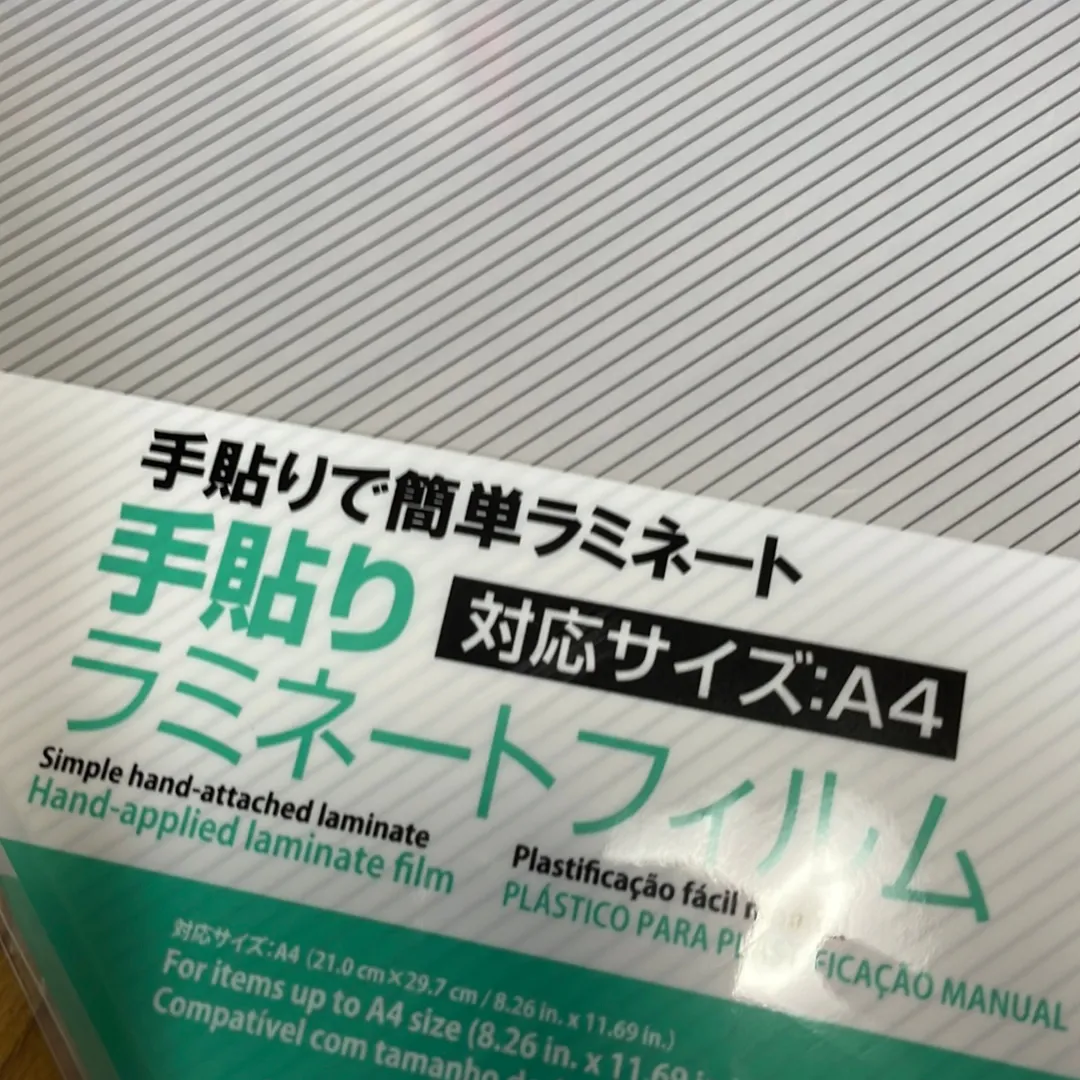 手貼りで簡単ラミネート
手貼り
対応サイズ:A4
ラミネートフィルム
Simple hand-attached laminate
Hand-applied laminate film
Plastificação fácil
PLÁSTICO PARA MANUAL
対応サイズ:A4 (21.0 cm×29.7 cm / 8.26 in. x 11.69 in.)
For items up to A4 size (8.26 in. x 11.69
Compatível com tamanho